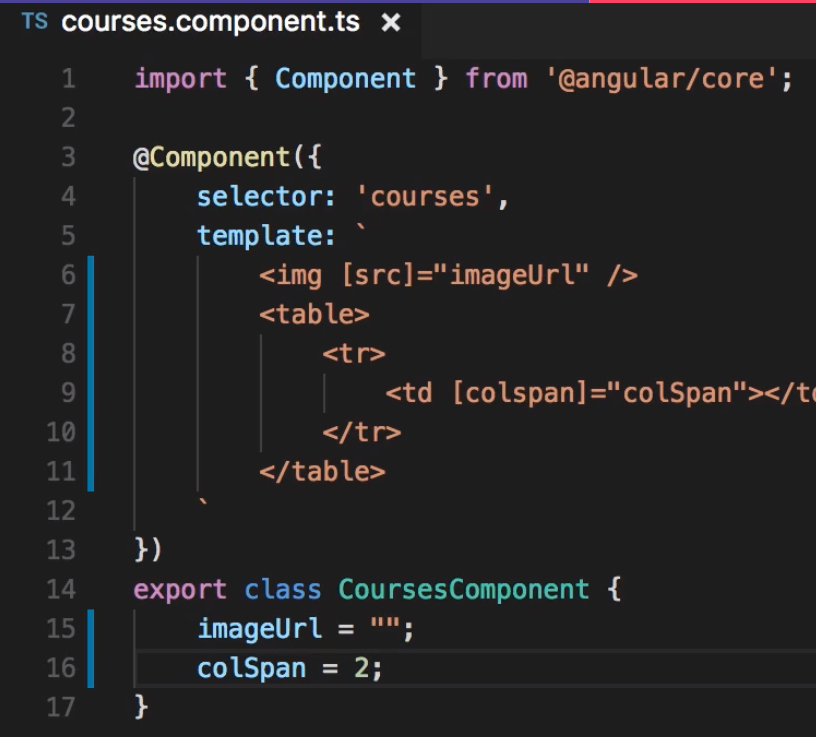 TS courses.component.ts ×
1 import { Component } from '@angular/core';
2
3 @Component({
4     selector: 'courses',
5     template: `
6         <img [src]="imageUrl" />
7         <table>
8             <tr>
9                 <td [colspan]="colSpan"></td
10             </tr>
11         </table>
12     `
13 })
14 export class CoursesComponent {
15     imageUrl = "";
16     colSpan = 2;
17 }